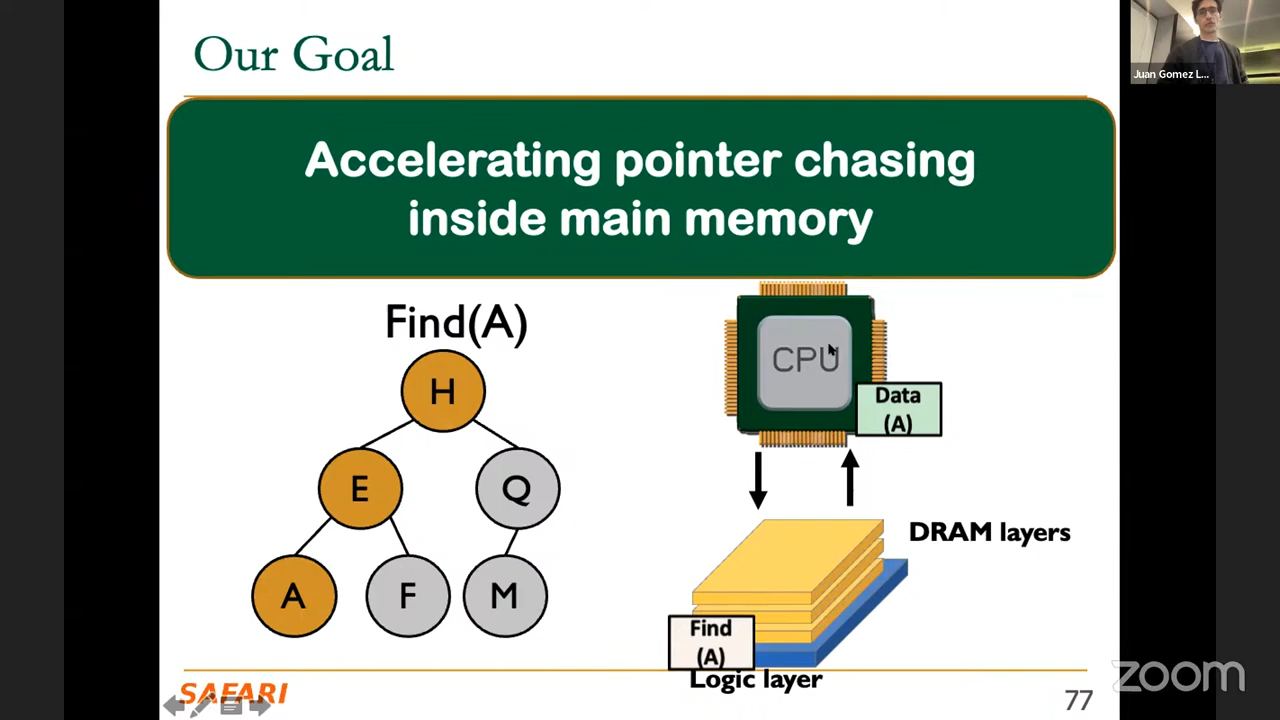 Our Goal
Juan Gomez L...
Accelerating pointer chasing
inside main memory
Find(A)
H
E
Q
A
F
M
CPU
Data
(A)
DRAM layers
Find
(A)
Logic layer
SAFARI
77
zoom